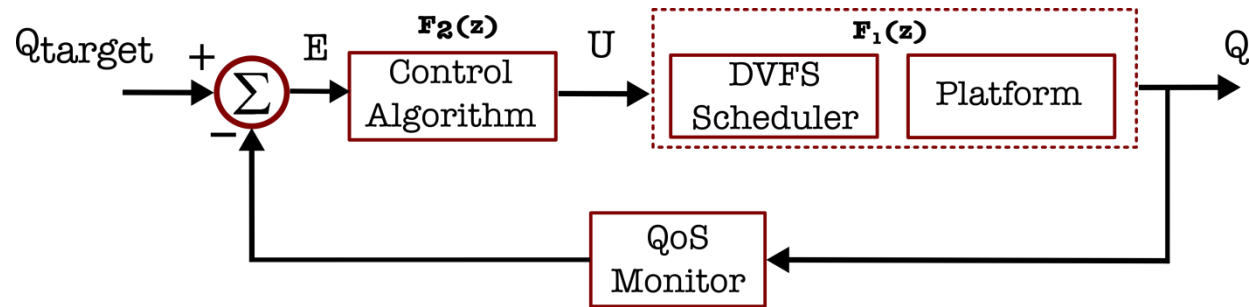 Qtarget
+
−
Σ
E
F2(z)
Control
Algorithm
U
F₁(z)
DVFS
Scheduler
Platform
Q
QoS
Monitor